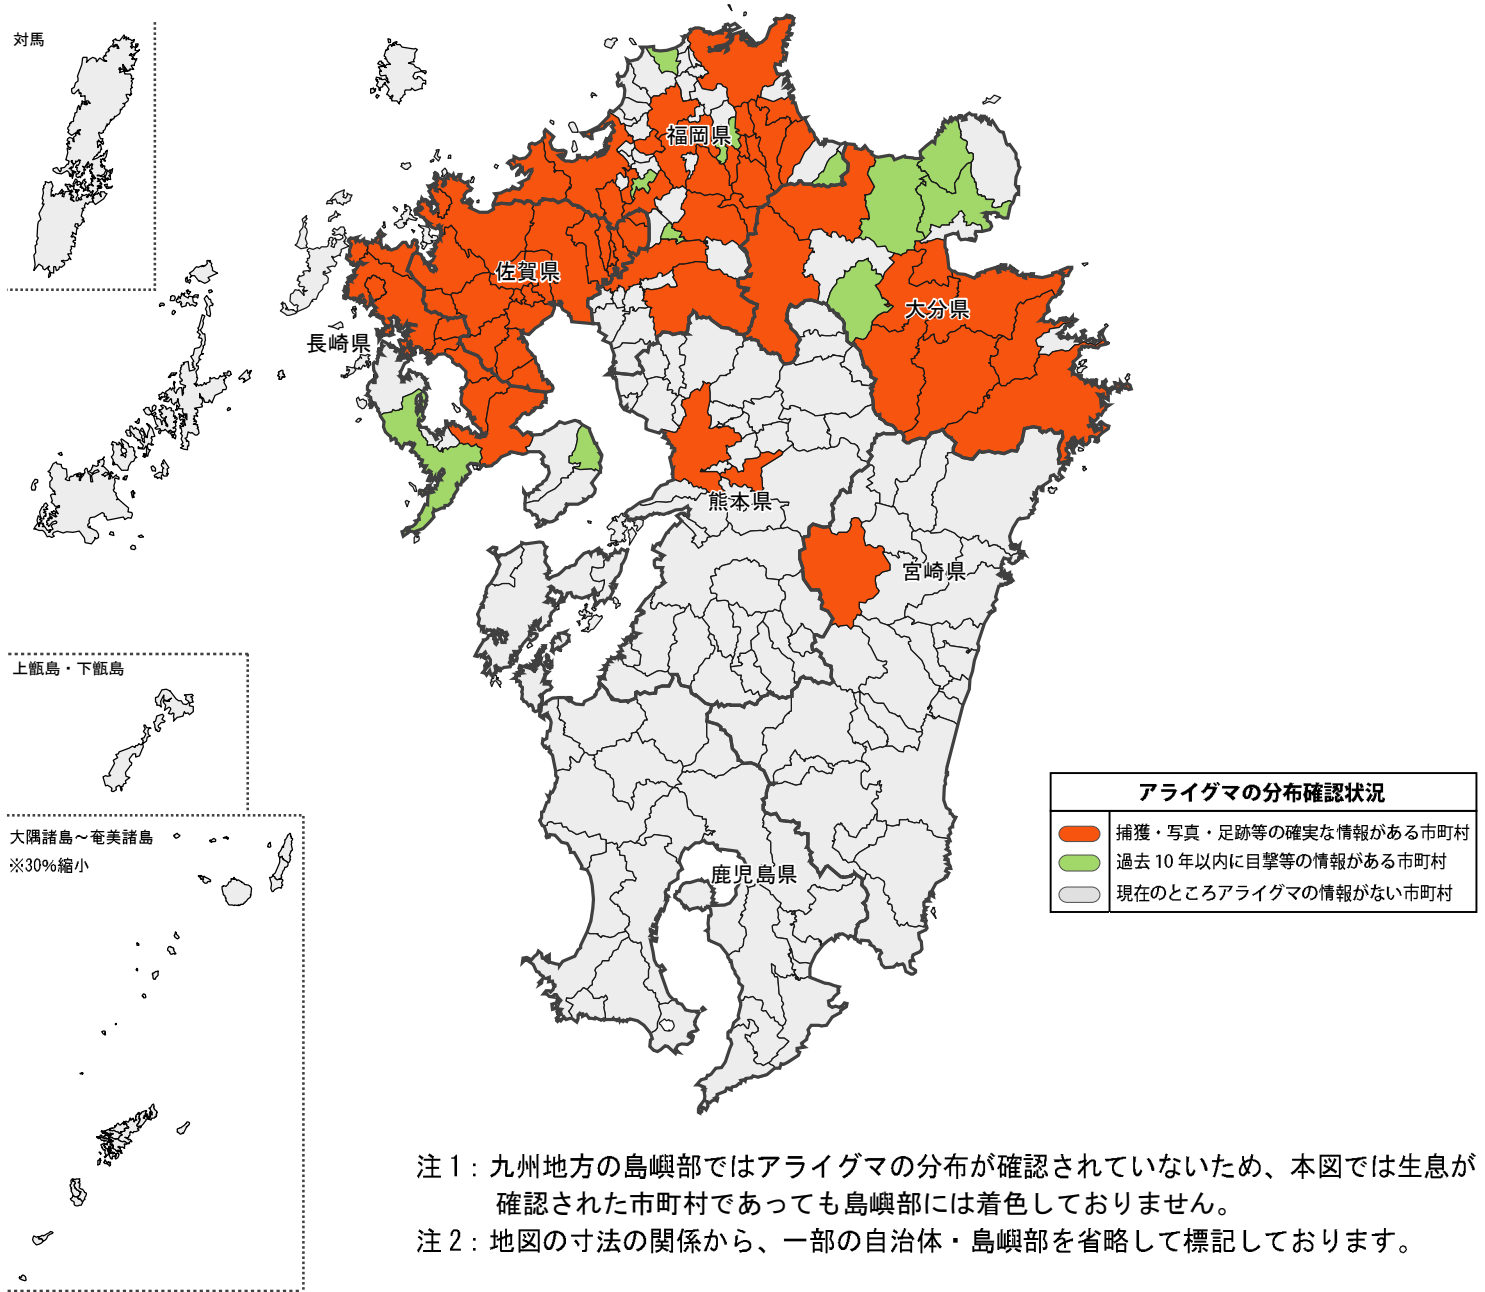 対馬
福岡県
佐賀県
大分県
長崎県
熊本県
宮崎県
上甑島・下甑島
アライグマの分布確認状況
捕獲・写真・足跡等の確実な情報がある市町村
過去10年以内に目撃等の情報がある市町村
現在のところアライグマの情報がない市町村
大隅諸島～奄美諸島
※30%縮小
鹿児島県
注1：九州地方の島嶼部ではアライグマの分布が確認されていないため、本図では生息が
確認された市町村であっても島嶼部には着色しておりません。
注2：地図の寸法の関係から、一部の自治体・島嶼部を省略して標記しております。